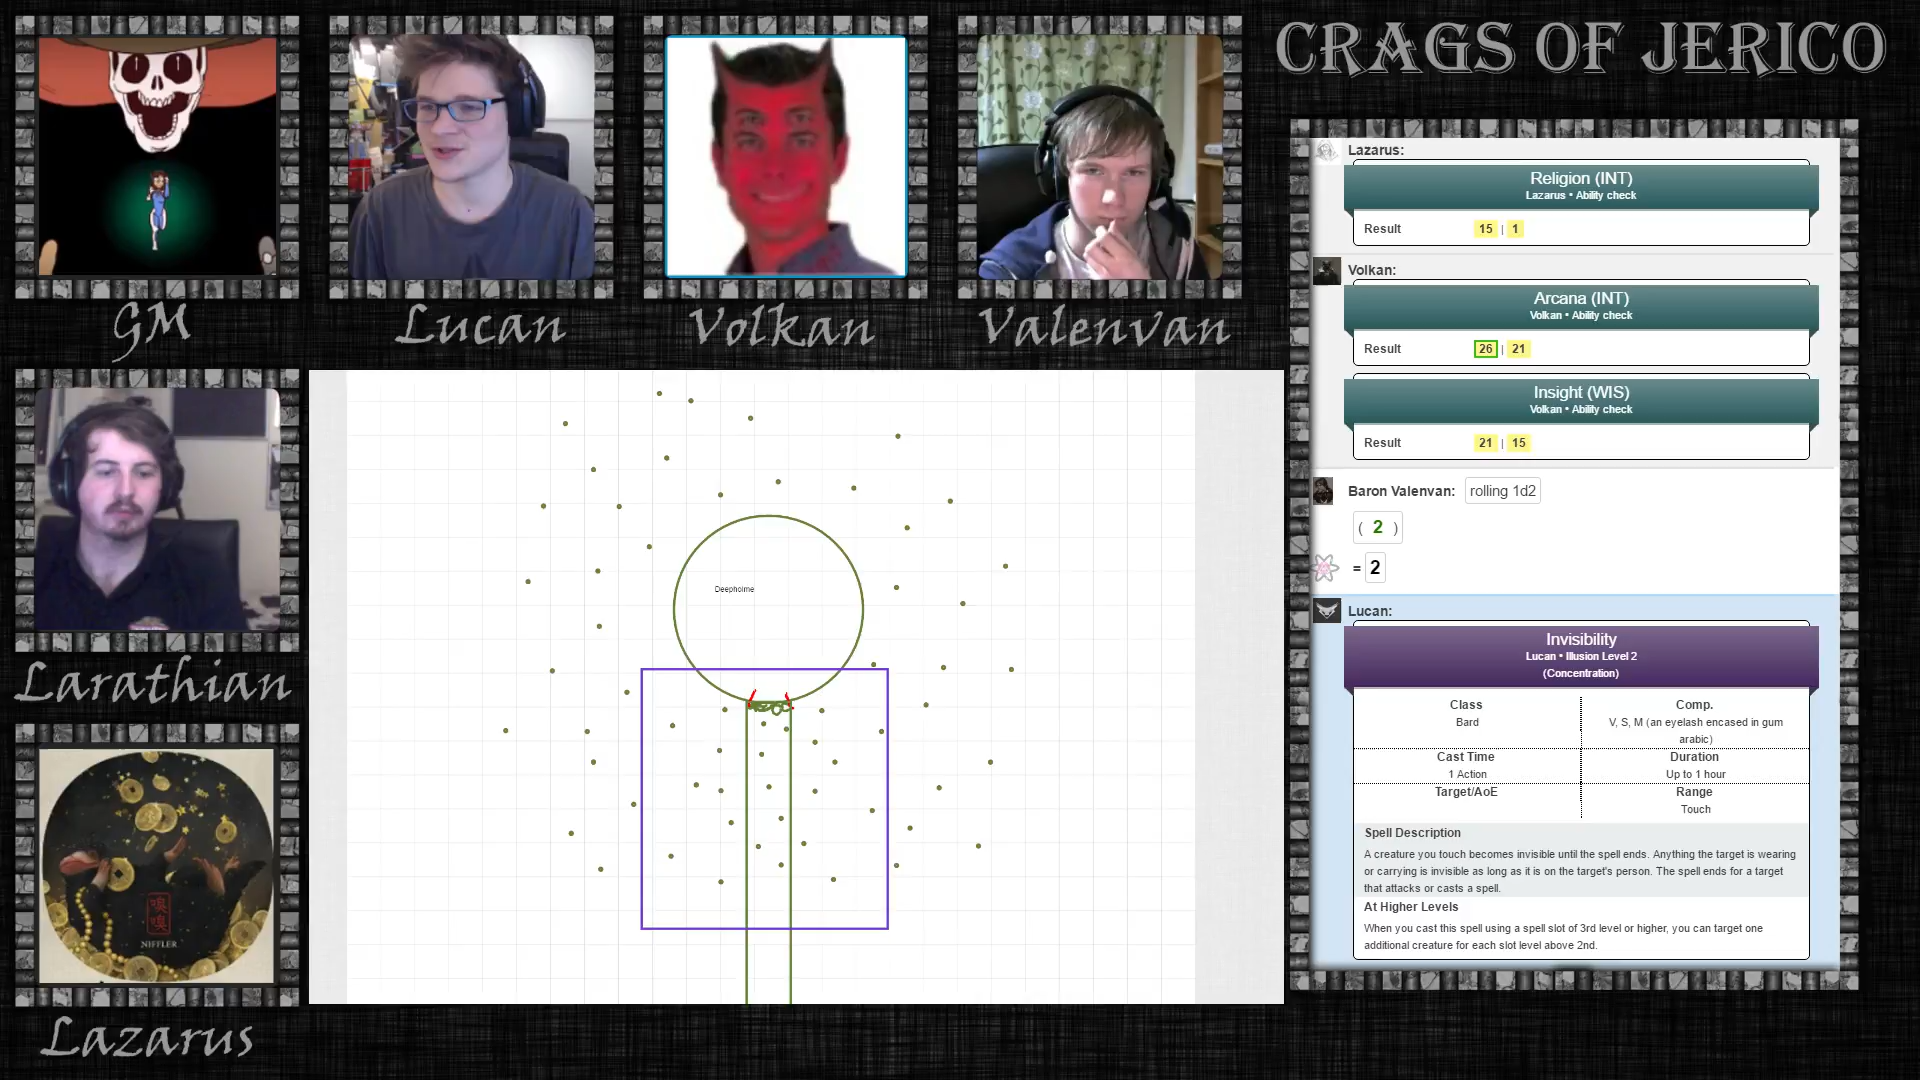 CRAGS OF JERICO
GM
Lucan
Volkan
Valenvan
Larathian
Lazarus
嗅
嗅
NIFFLER
Deepholme
Lazarus:
Religion (INT)
Lazarus • Ability check
Result 15 | 1
Volkan:
Arcana (INT)
Volkan • Ability check
Result 26 | 21
Insight (WIS)
Volkan • Ability check
Result 21 | 15
Baron Valenvan: rolling 1d2
( 2 )
= 2
Lucan:
Invisibility
Lucan • Illusion Level 2
(Concentration)
Class
Bard
Comp.
V, S, M (an eyelash encased in gum
arabic)
Cast Time
1 Action
Duration
Up to 1 hour
Target/AoE
Range
Touch
Spell Description
A creature you touch becomes invisible until the spell ends. Anything the target is wearing
or carrying is invisible as long as it is on the target's person. The spell ends for a target
that attacks or casts a spell.
At Higher Levels
When you cast this spell using a spell slot of 3rd level or higher, you can target one
additional creature for each slot level above 2nd.